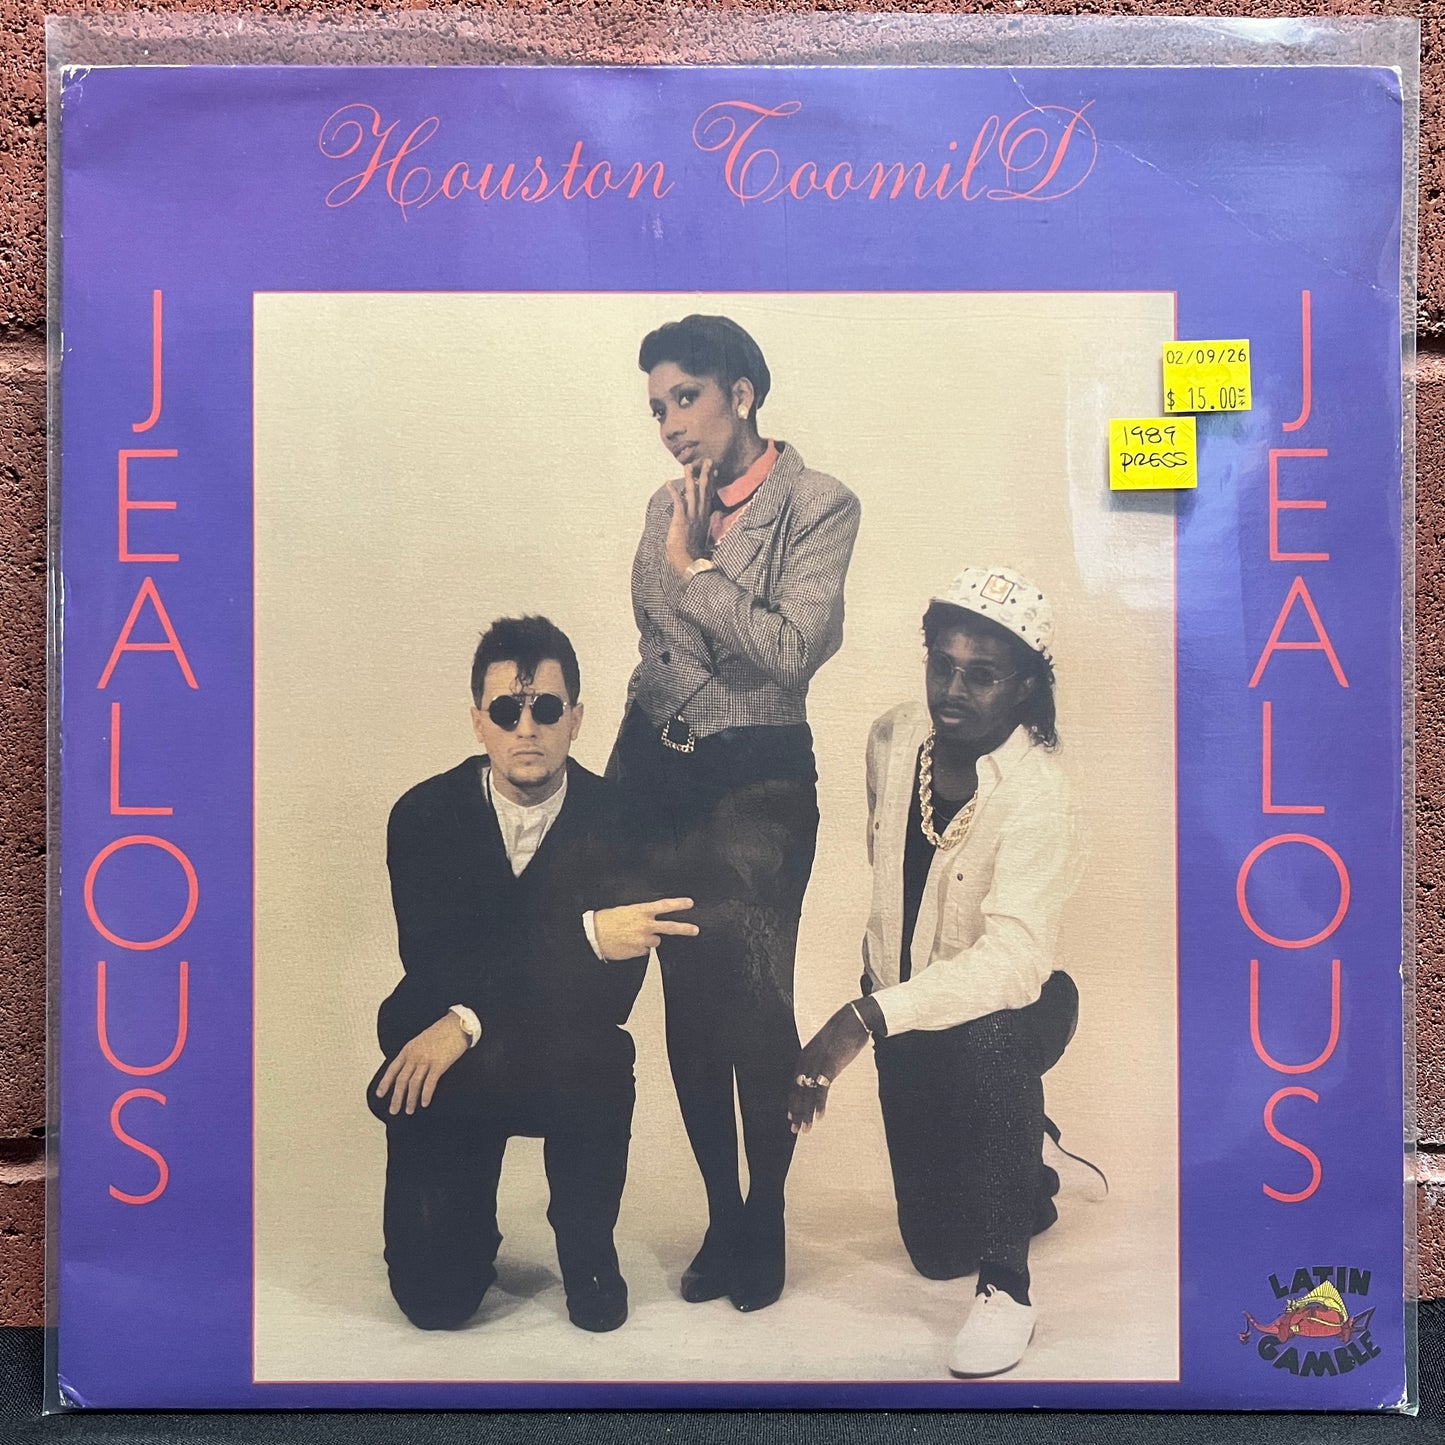 Houston ToomilD
JEALOUS
JEALOUS
02/09/26
$ 15.00
1989
PRESS
LATIN
GAMBLE